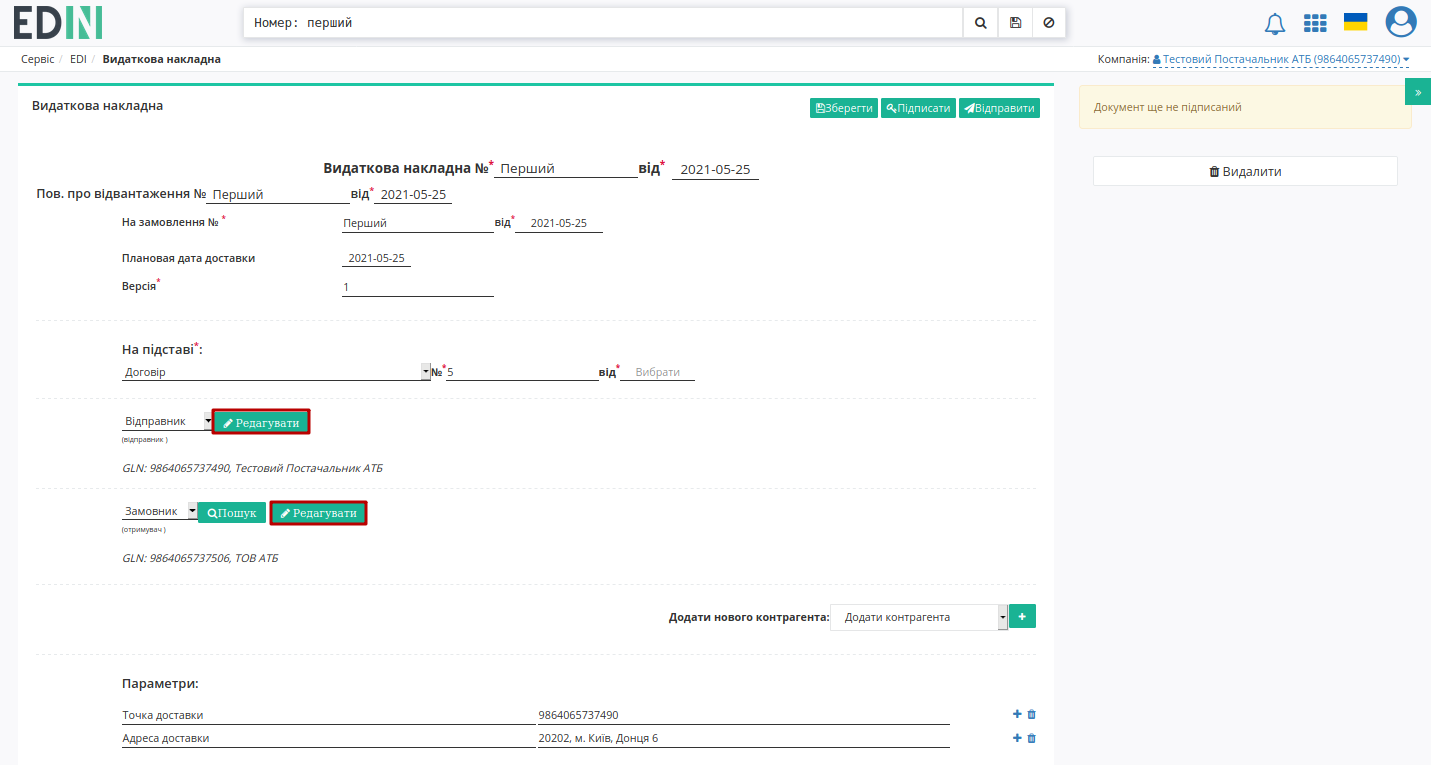 EDIN
Номер: перший
Сервіс / EDI / Видаткова накладна
Компанія: Тестовий Постачальник АТБ (9864065737490)
Видаткова накладна
Зберегти Підписати Відправити
»
Документ ще не підписаний
Видалити
Видаткова накладна №* Перший від* 2021-05-25
Пов. про відвантаження № Перший від* 2021-05-25
На замовлення № * Перший від* 2021-05-25
Плановая дата доставки 2021-05-25
Версія* 1
На підставі*:
Договір №* 5 від* Вибрати
Відправник Редагувати
(відправник )
GLN: 9864065737490, Тестовий Постачальник АТБ
Замовник Пошук Редагувати
(отримувач )
GLN: 9864065737506, ТОВ АТБ
Додати нового контрагента: Додати контрагента +
Параметри:
Точка доставки 9864065737490
Адреса доставки 20202, м. Київ, Донця 6